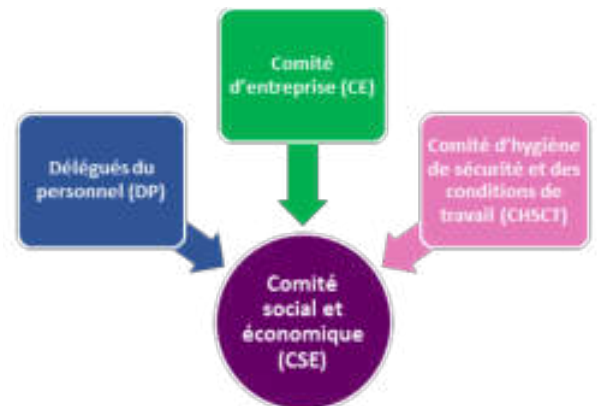 Comité
d'entreprise (CE)
Délégués du
personnel (DP)
Comité d'hygiène
de sécurité et des
conditions de
travail (CHSCT)
Comité
social et
économique
(CSE)